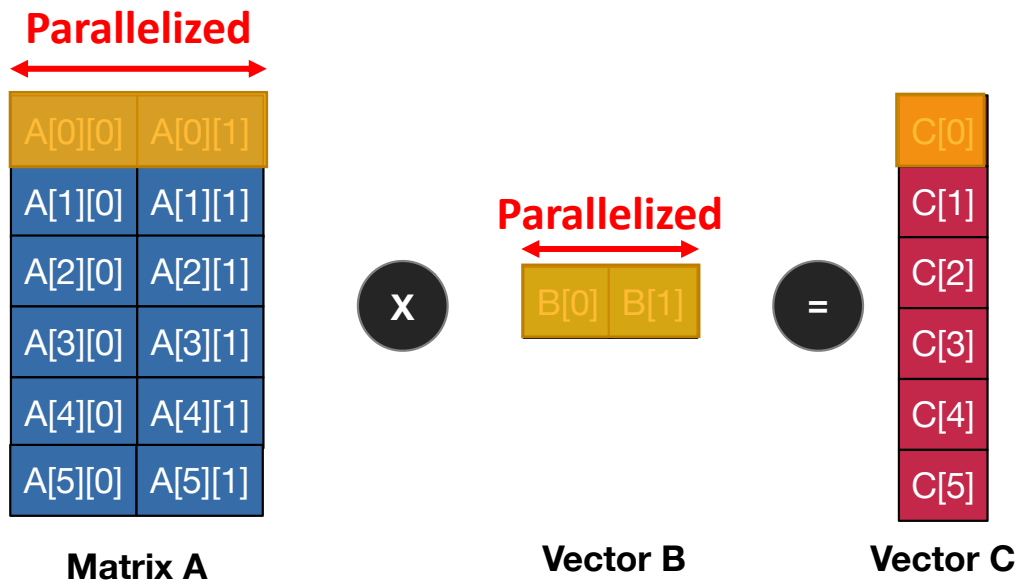 Parallelized
A[0][0] A[0][1]
A[1][0] A[1][1]
A[2][0] A[2][1]
A[3][0] A[3][1]
A[4][0] A[4][1]
A[5][0] A[5][1]
Matrix A
X
Parallelized
B[0] B[1]
Vector B
=
C[0]
C[1]
C[2]
C[3]
C[4]
C[5]
Vector C